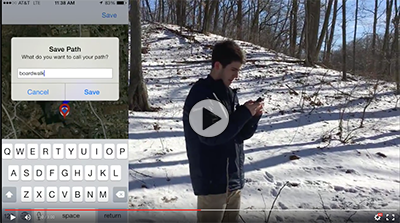 AT&T 11:38 AM
Save
Save Path
What do you want to call your path?
boardwalk
Cancel Save
Q W E R T Y U I O P
A S D F G H J K L
Z X C V B N M
space return